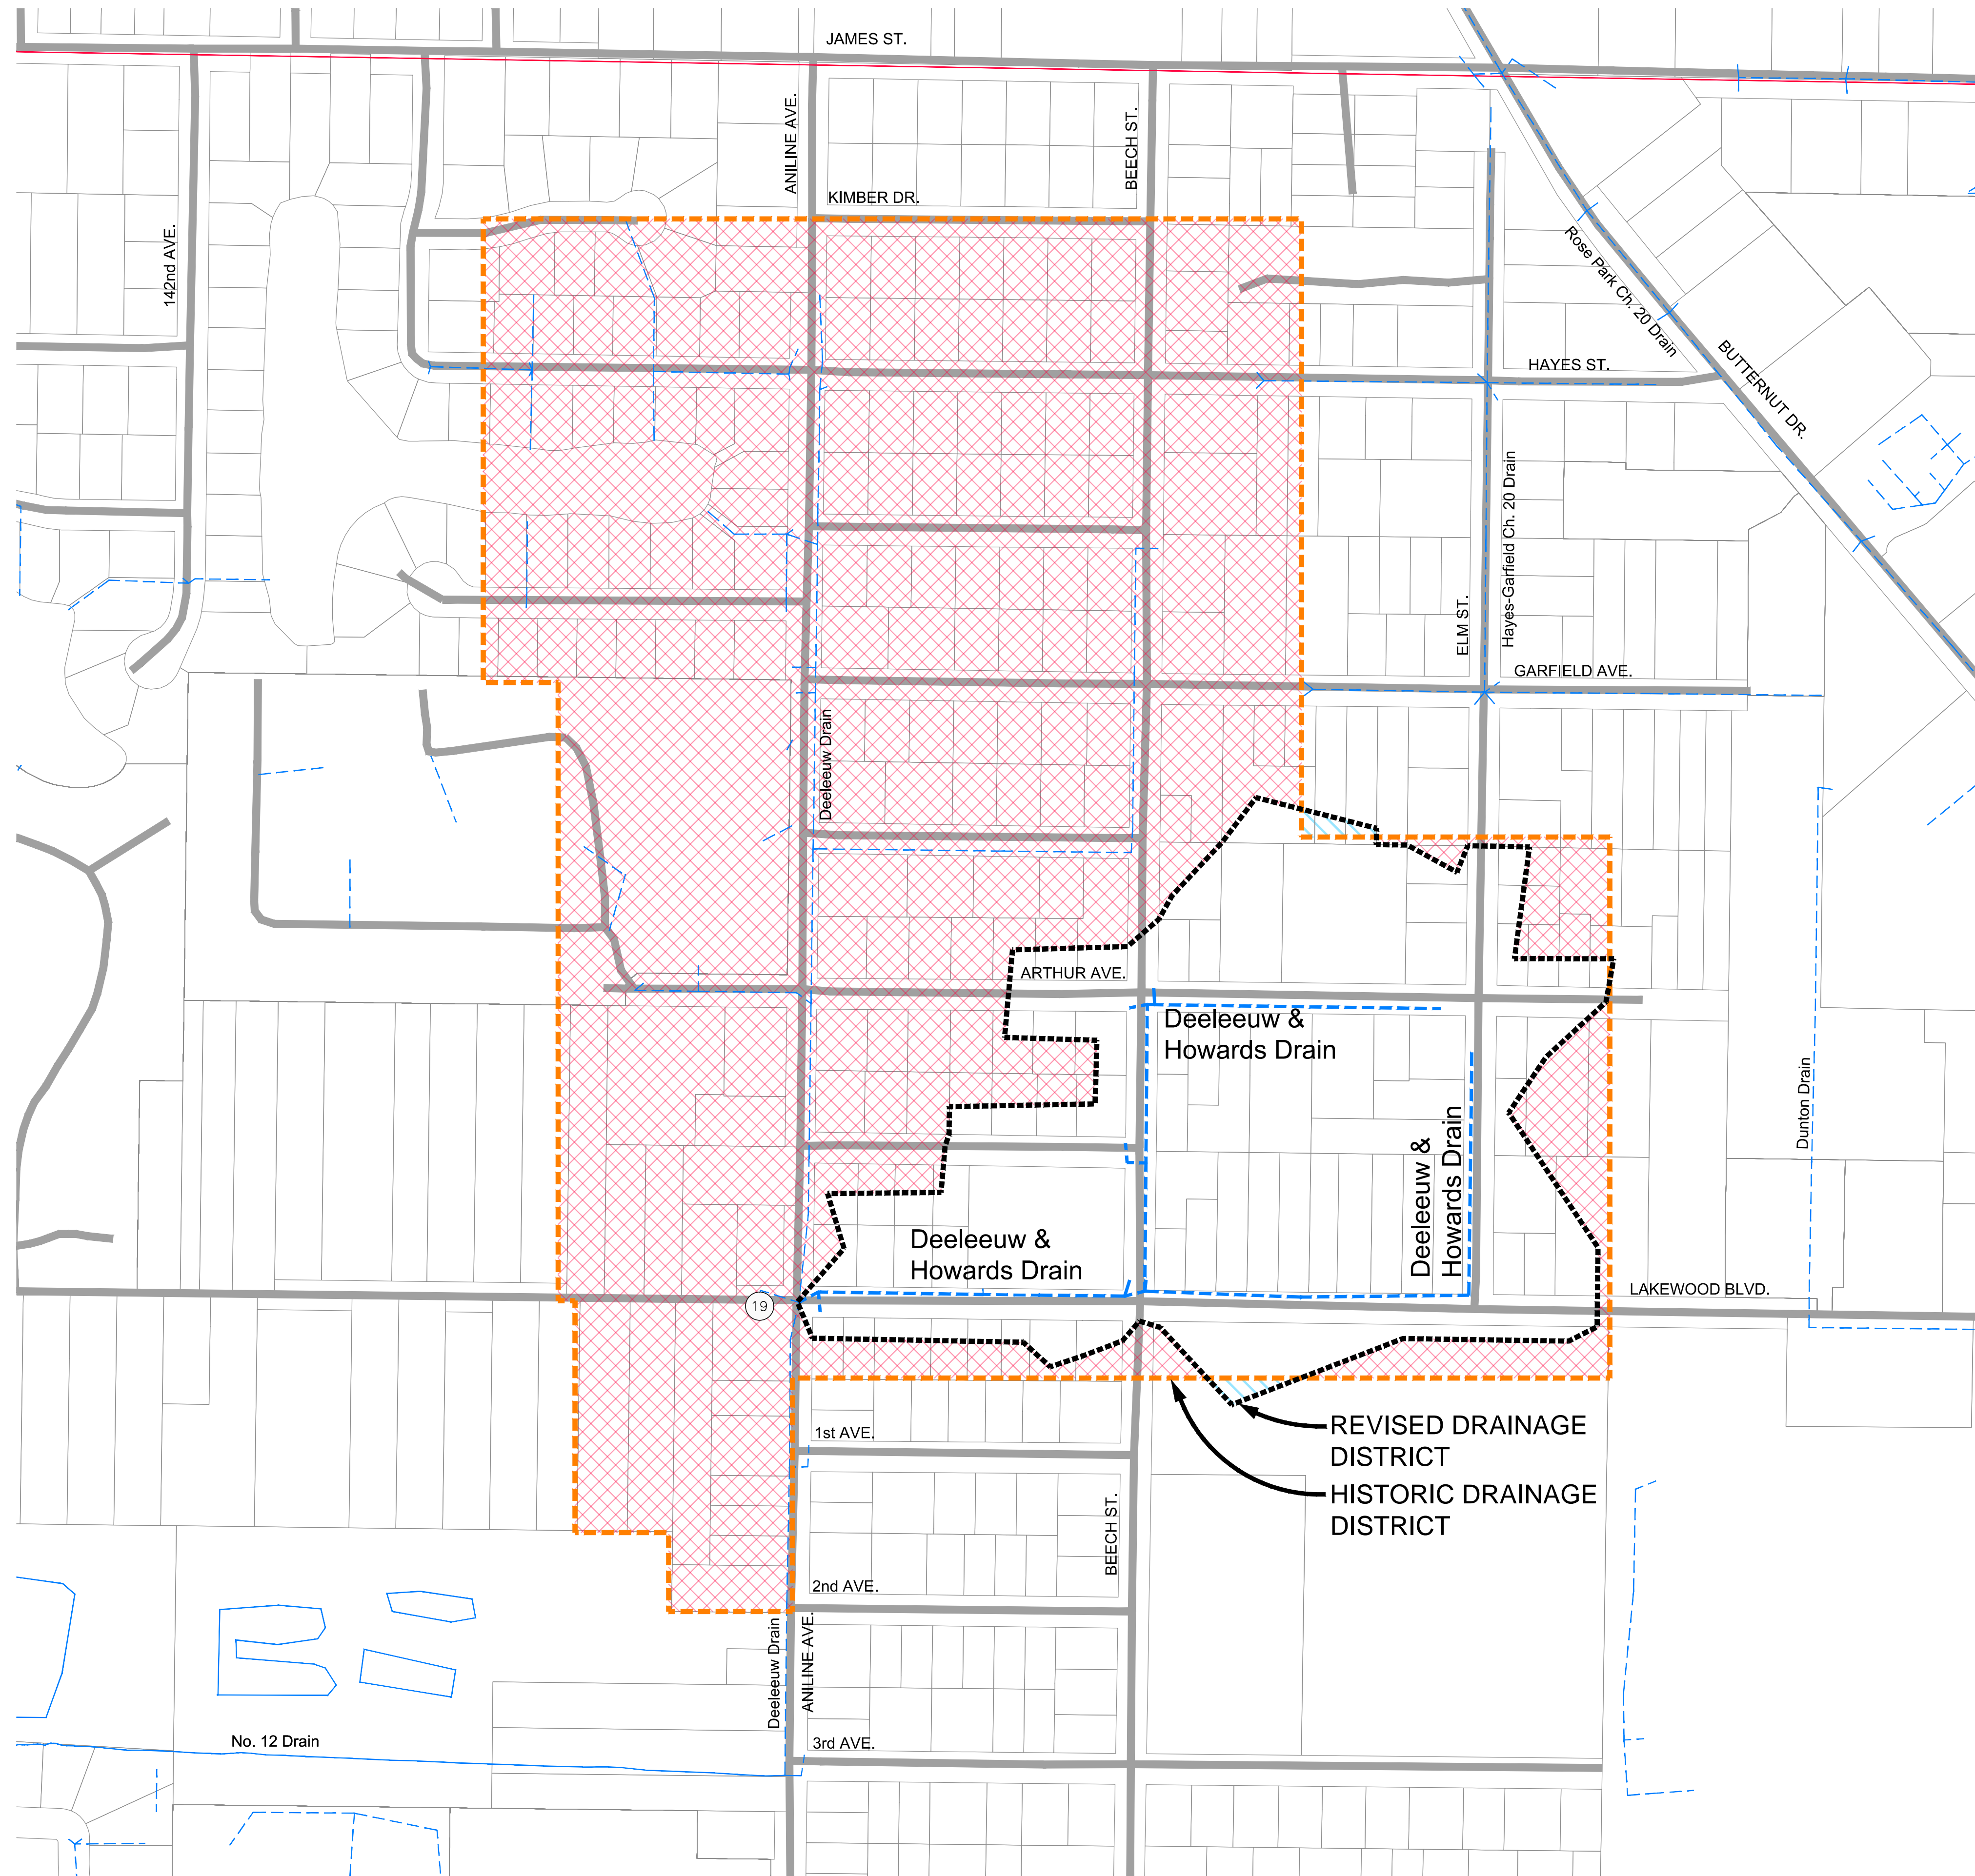 JAMES ST.
ANILINE AVE.
BEECH ST.
KIMBER DR.
142nd AVE.
Rose Park Ch. 20 Drain
BUTTERNUT DR.
HAYES ST.
Hayes-Garfield Ch. 20 Drain
ELM ST.
GARFIELD AVE.
Deeleeuw Drain
ARTHUR AVE.
Deeleeuw &
Howards Drain
Deeleeuw &
Howards Drain
Dunton Drain
Deeleeuw &
Howards Drain
LAKEWOOD BLVD.
19
REVISED DRAINAGE
DISTRICT
1st AVE.
HISTORIC DRAINAGE
DISTRICT
BEECH ST.
2nd AVE.
Deeleeuw Drain
ANILINE AVE.
No. 12 Drain
3rd AVE.